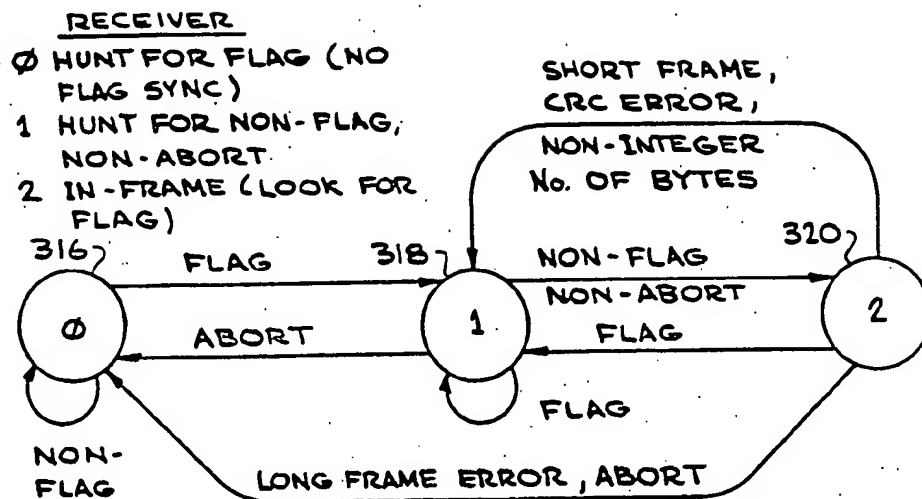 RECEIVER
Ø HUNT FOR FLAG (NO
FLAG SYNC)
1 HUNT FOR NON-FLAG,
NON-ABORT
2 IN-FRAME (LOOK FOR
FLAG)
SHORT FRAME,
CRC ERROR,
NON-INTEGER
No. OF BYTES
316
FLAG
318
NON-FLAG
NON-ABORT
320
Ø
ABORT
1
FLAG
2
FLAG
NON-
FLAG
LONG FRAME ERROR, ABORT